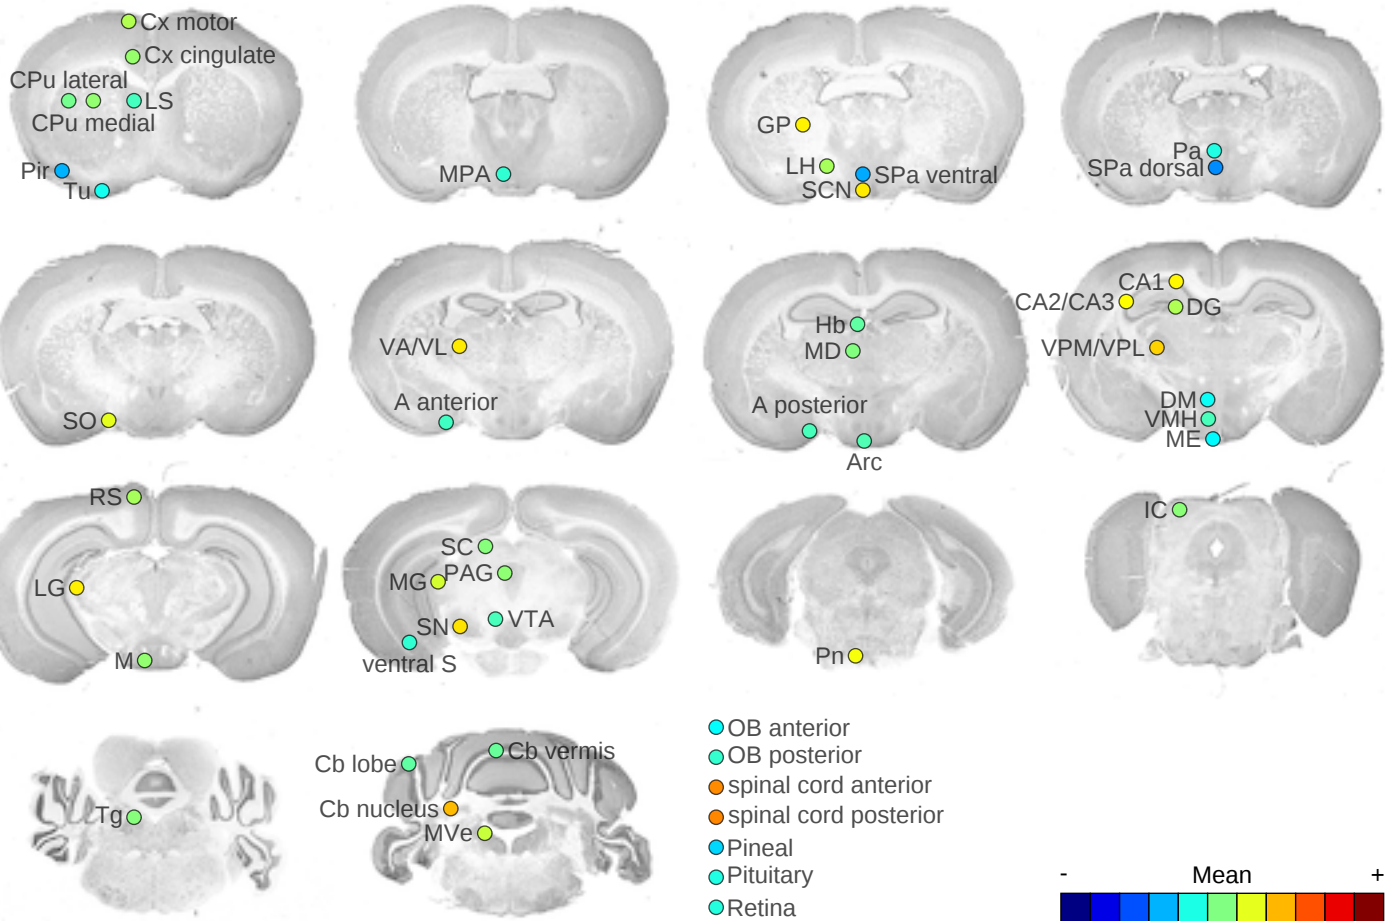 Cx motor
Cx cingulate
CPu lateral
LS
CPu medial
Pir
Tu
MPA
GP
LH
SPa ventral
SCN
Pa
SPa dorsal
SO
VA/VL
A anterior
Hb
MD
A posterior
Arc
CA1
CA2/CA3
DG
VPM/VPL
DM
VMH
ME
RS
LG
M
SC
PAG
MG
SN
VTA
ventral S
Pn
IC
Tg
Cb lobe
Cb vermis
Cb nucleus
MVe
OB anterior
OB posterior
spinal cord anterior
spinal cord posterior
Pineal
Pituitary
Retina
- Mean +